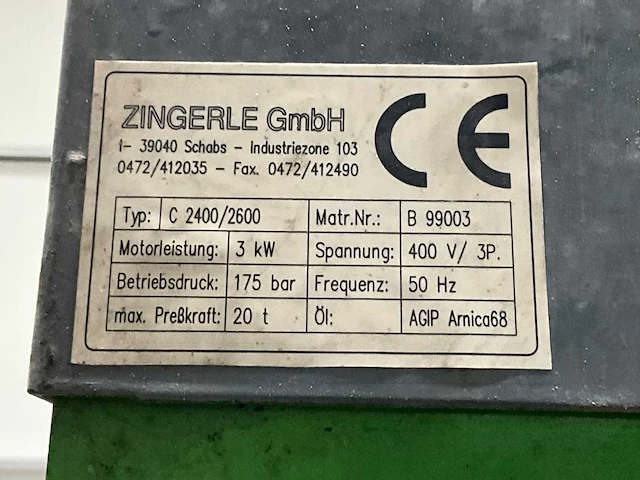 ZINGERLE GmbH
I- 39040 Schabs - Industriezone 103
0472/412035 - Fax. 0472/412490
CE
Typ: C 2400/2600 Matr.Nr.: B 99003
Motorleistung: 3 kW Spannung: 400 V/ 3P.
Betriebsdruck: 175 bar Frequenz: 50 Hz
max. Preßkraft: 20 t Öl: AGIP Arnica68